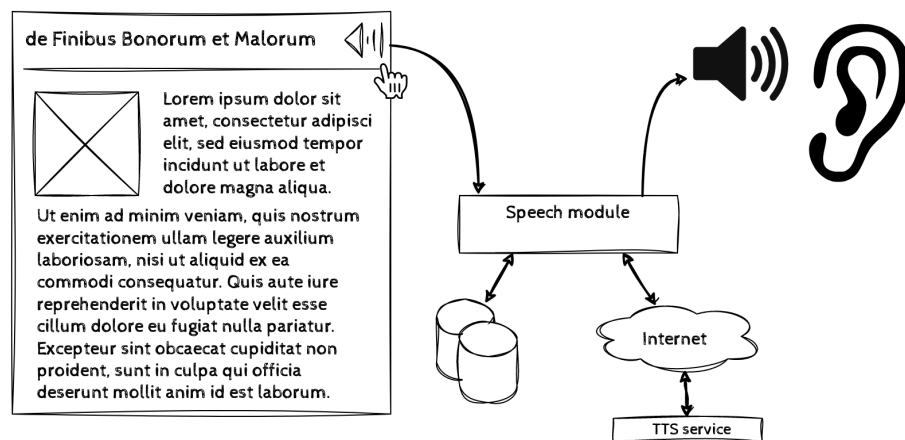 de Finibus Bonorum et Malorum
Lorem ipsum dolor sit
amet, consectetur adipisci
elit, sed eiusmod tempor
incidunt ut labore et
dolore magna aliqua.
Ut enim ad minim veniam, quis nostrum
exercitationem ullam legere auxilium
laboriosam, nisi ut aliquid ex ea
commodi consequatur. Quis aute iure
reprehenderit in voluptate velit esse
cillum dolore eu fugiat nulla pariatur.
Excepteur sint obcaecat cupiditat non
proident, sunt in culpa qui officia
deserunt mollit anim id est laborum.
Speech module
Internet
TTS service